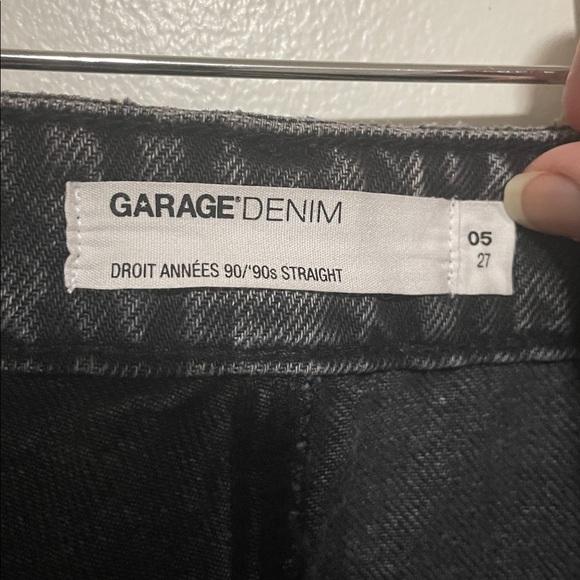 GARAGE® DENIM
DROIT ANNÉES 90/'90s STRAIGHT
05
27